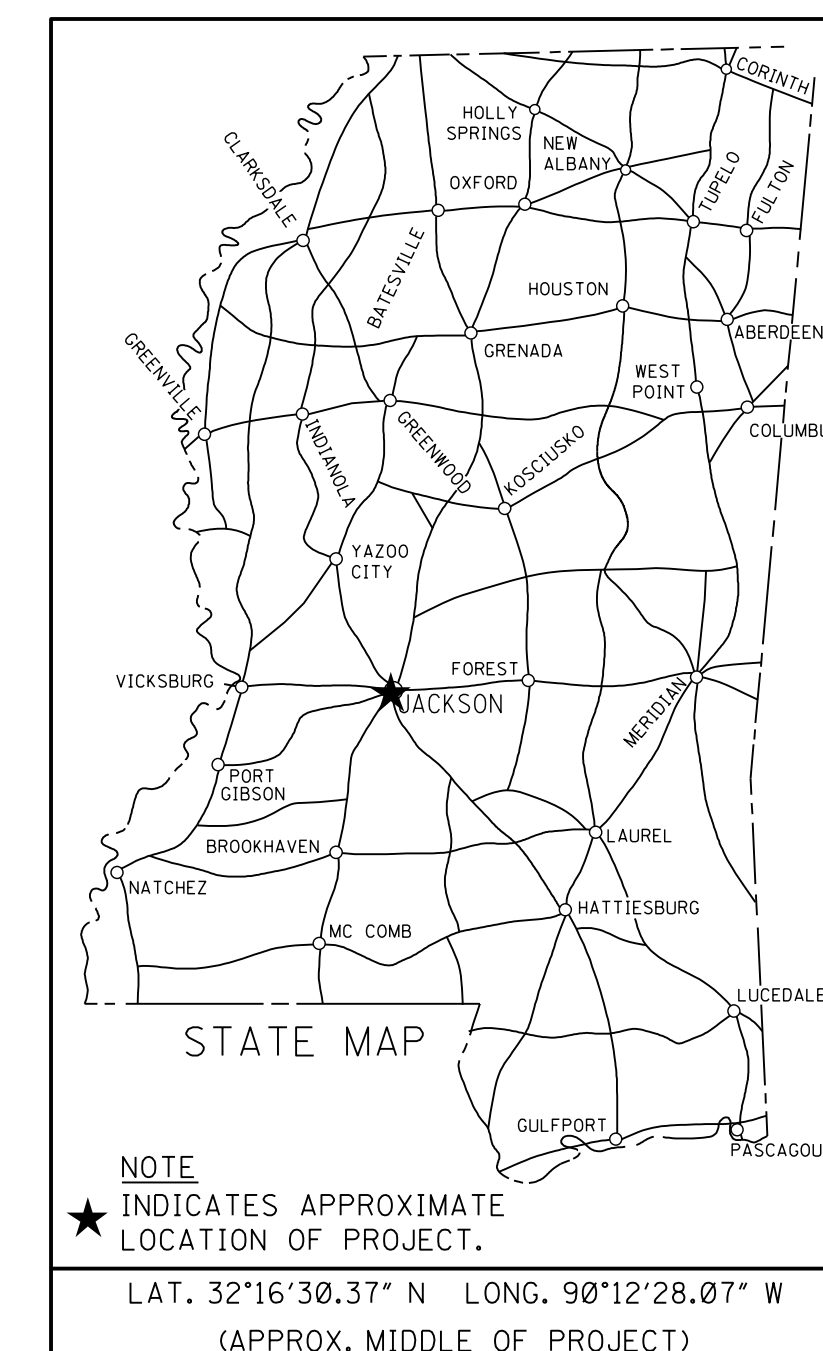 CORINTH
HOLLY
SPRINGS
NEW
ALBANY
CLARKSDALE
OXFORD
TUPELO
FULTON
BATESVILLE
HOUSTON
GREENVILLE
GRENADA
ABERDEEN
WEST
POINT
COLUMBU
INDIANOLA
GREENWOOD
KOSCIUSKO
YAZOO
CITY
VICKSBURG
FOREST
JACKSON
MERIDIAN
PORT
GIBSON
BROOKHAVEN
LAUREL
NATCHEZ
HATTIESBURG
MC COMB
LUCEDALE
STATE MAP
GULFPORT
PASCAGOU
NOTE
INDICATES APPROXIMATE
LOCATION OF PROJECT.
LAT. 32°16'30.37" N LONG. 90°12'28.07" W
(APPROX. MIDDLE OF PROJECT)